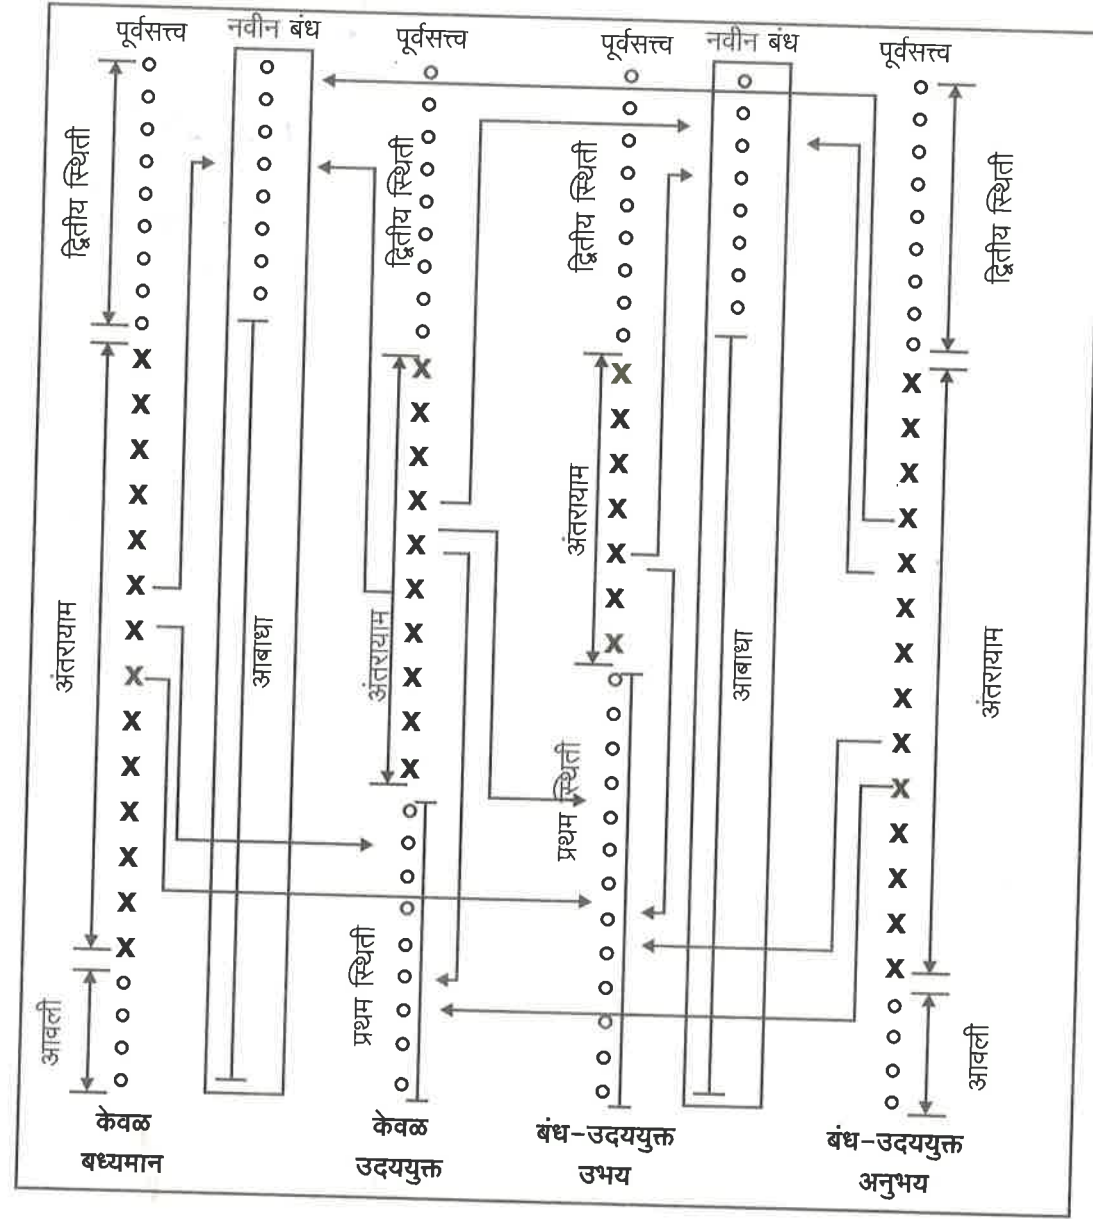 पूर्वसत्त्व
नवीन बंध
पूर्वसत्त्व
पूर्वसत्त्व
नवीन बंध
पूर्वसत्त्व
द्वितीय स्थिती
द्वितीय स्थिती
द्वितीय स्थिती
द्वितीय स्थिती
अंतरायाम
आबाधा
अंतरायाम
अंतरायाम
आबाधा
अंतरायाम
आवली
प्रथम स्थिती
प्रथम स्थिती
आवली
केवळ
बध्यमान
केवळ
उदययुक्त
बंध-उदययुक्त
उभय
बंध-उदययुक्त
अनुभय